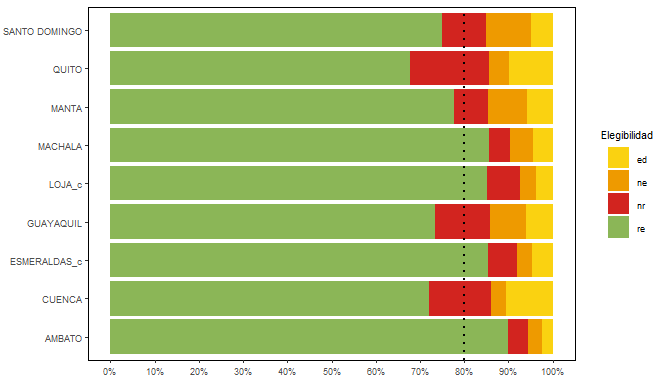 SANTO DOMINGO
QUITO
MANTA
MACHALA
LOJA_c
GUAYAQUIL
ESMERALDAS_c
CUENCA
AMBATO
0% 10% 20% 30% 40% 50% 60% 70% 80% 90% 100%
Elegibilidad
ed
ne
nr
re